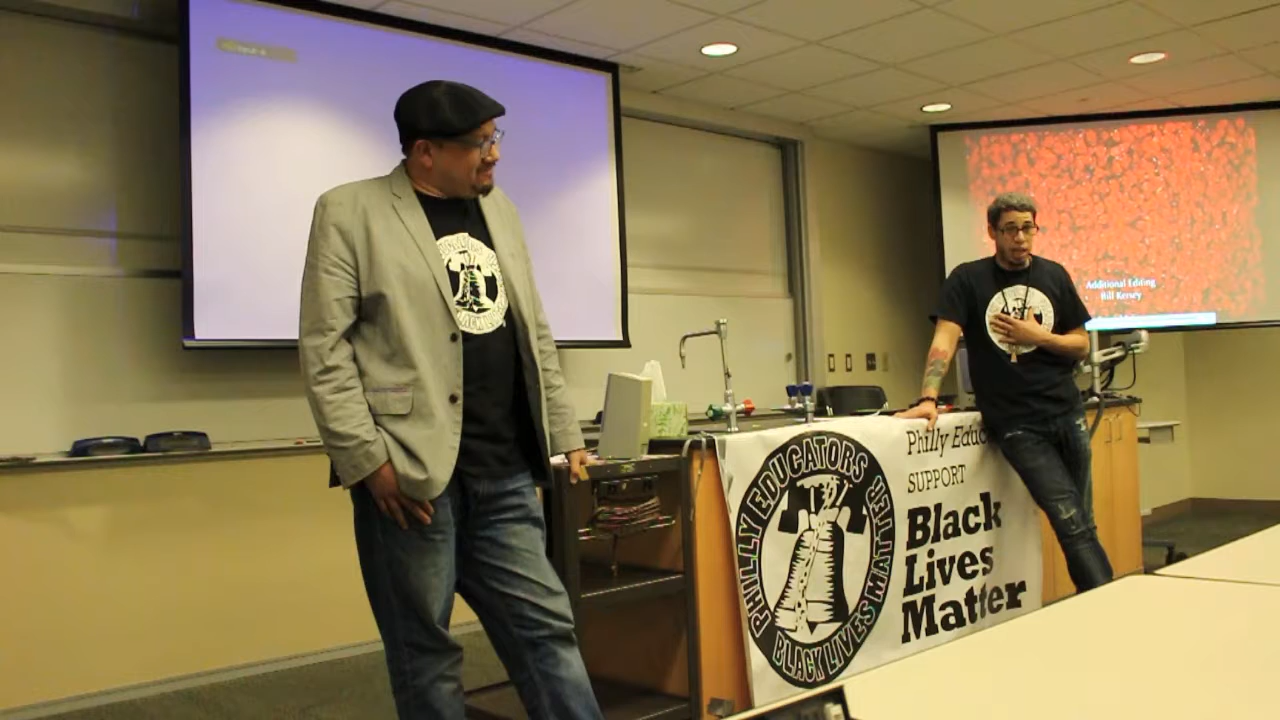 Additional Editing
Bill Kersey
PHILLY EDUCATORS
BLACK LIVES MATTER
Philly Educ
SUPPORT
Black
Lives
Matter